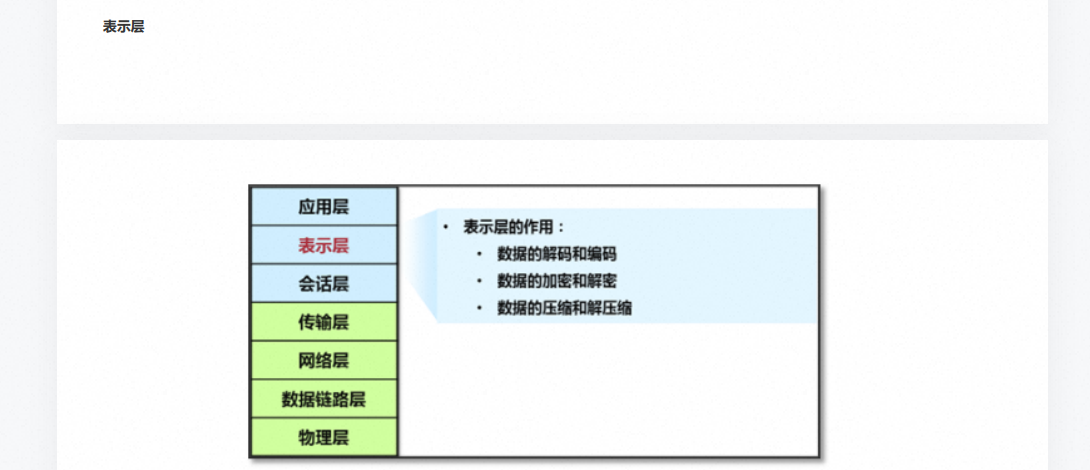 表示层
应用层
表示层
会话层
传输层
网络层
数据链路层
物理层
• 表示层的作用：
• 数据的解码和编码
• 数据的加密和解密
• 数据的压缩和解压缩